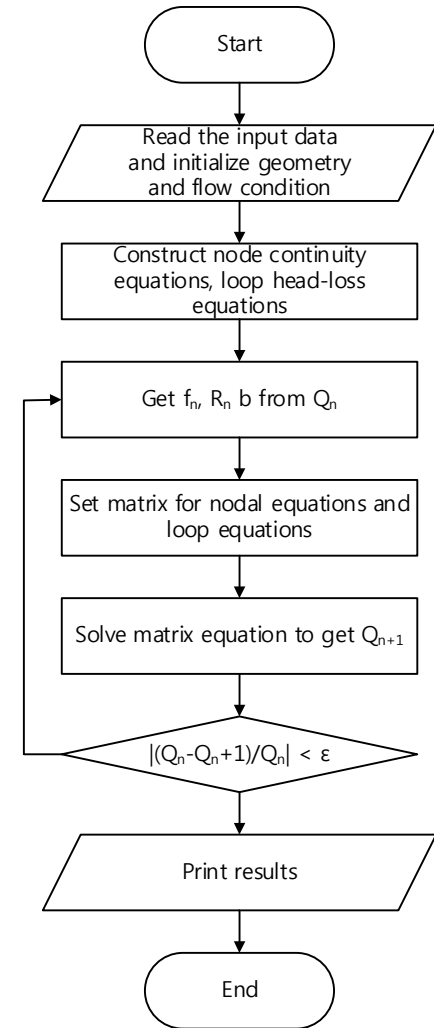 Start
Read the input data
and initialize geometry
and flow condition
Construct node continuity
equations, loop head-loss
equations
Get fₙ, Rₙ b from Qₙ
Set matrix for nodal equations and
loop equations
Solve matrix equation to get Qₙ₊₁
|(Qₙ-Qₙ+1)/Qₙ| < ε
Print results
End